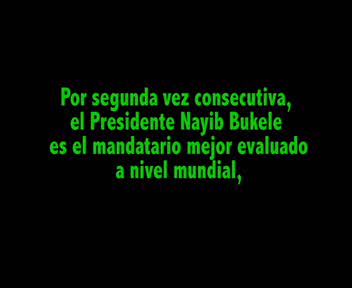 Por segunda vez consecutiva,
el Presidente Nayib Bukele
es el mandatario mejor evaluado
a nivel mundial,